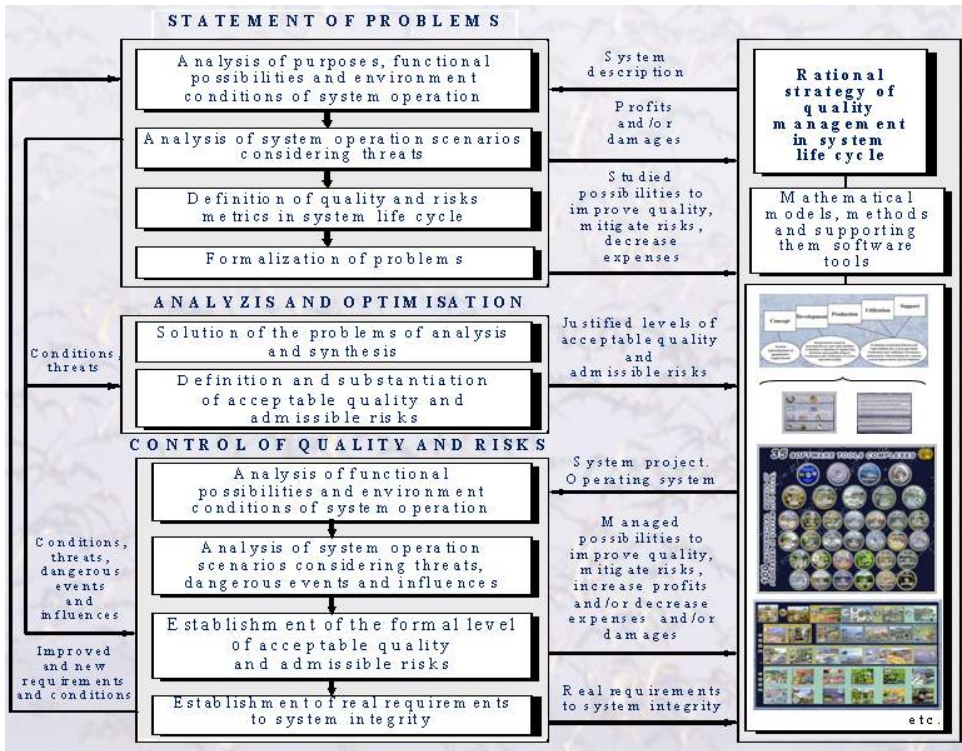 STATEMENT OF PROBLEMS
Analysis of purposes, functional
possibilities and environment
conditions of system operation
Analysis of system operation scenarios
considering threats
Definition of quality and risks
metrics in system life cycle
Formalization of problems
System
description
Profits
and/or
damages
Studied
possibilities to
improve quality,
mitigate risks,
decrease
expenses
Rational
strategy of
quality
management
in system
life cycle
Mathematical
models, methods
and supporting
them software
tools
ANALYZIS AND OPTIMISATION
Solution of the problems of analysis
and synthesis
Definition and substantiation
of acceptable quality and
admissible risks
Conditions,
threats
Justified levels of
acceptable quality
and
admissible risks
Concept
Development
Production
Utilization
Support
CONTROL OF QUALITY AND RISKS
Analysis of functional
possibilities and environment
conditions of system operation
Analysis of system operation
scenarios considering threats,
dangerous events and influences
Establishment of the formal level
of acceptable quality
and admissible risks
Establishment of real requirements
to system integrity
Conditions,
threats,
dangerous
events
and
influences
Improved
and new
requirements
and conditions
System project.
Operating system
Managed
possibilities to
improve quality,
mitigate risks,
increase profits
and/or decrease
expenses and/or
damages
Real requirements
to system integrity
35 SOFTWARE TOOLS COMPLEXES
etc.